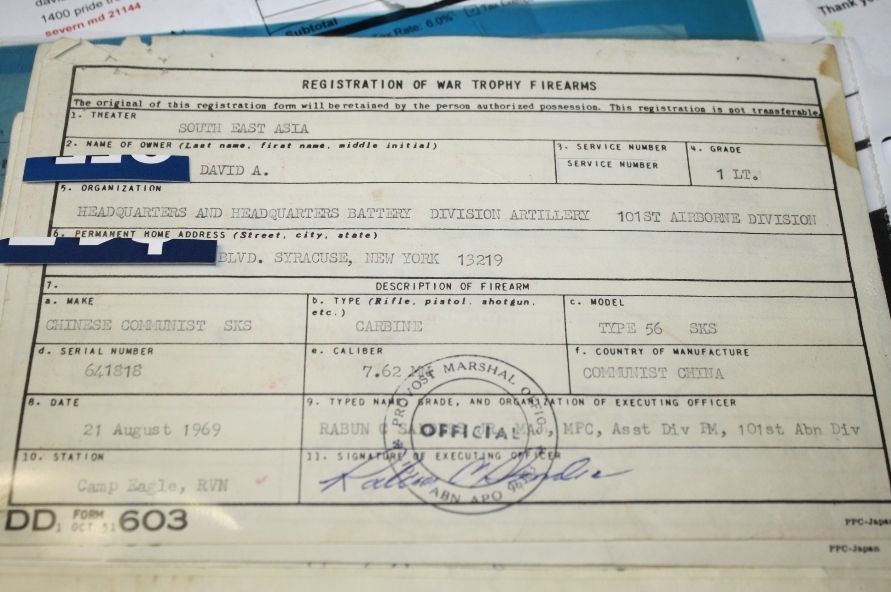 1400 pride
severn md 21144
Subtotal
Tax Rate: 6.0%
Thank you
REGISTRATION OF WAR TROPHY FIREARMS
The original of this registration form will be retained by the person authorized possession. This registration is not transferable.
1. THEATER
SOUTH EAST ASIA
2. NAME OF OWNER (Last name, first name, middle initial)
3. SERVICE NUMBER
4. GRADE
DAVID A.
SERVICE NUMBER
1 LT.
5. ORGANIZATION
HEADQUARTERS AND HEADQUARTERS BATTERY DIVISION ARTILLERY 101ST AIRBORNE DIVISION
6. PERMANENT HOME ADDRESS (Street, city, state)
BLVD. SYRACUSE, NEW YORK 13219
7. DESCRIPTION OF FIREARM
a. MAKE
b. TYPE (Rifle, pistol, shotgun, etc.)
c. MODEL
CHINESE COMMUNIST SKS
CARBINE
TYPE 56 SKS
d. SERIAL NUMBER
e. CALIBER
f. COUNTRY OF MANUFACTURE
641818
7.62
COMMUNIST CHINA
8. DATE
9. TYPED NAME, GRADE, AND ORGANIZATION OF EXECUTING OFFICER
21 August 1969
RABUN C JR, MAJ, MPC, Asst Div PM, 101st Abn Div
10. STATION
11. SIGNATURE OF EXECUTING OFFICER
Camp Eagle, RVN
PROVOST MARSHAL
OFFICIAL
ABN APO
DD FORM 603
1 OCT 51
PPC-Japan
PPC-Japan